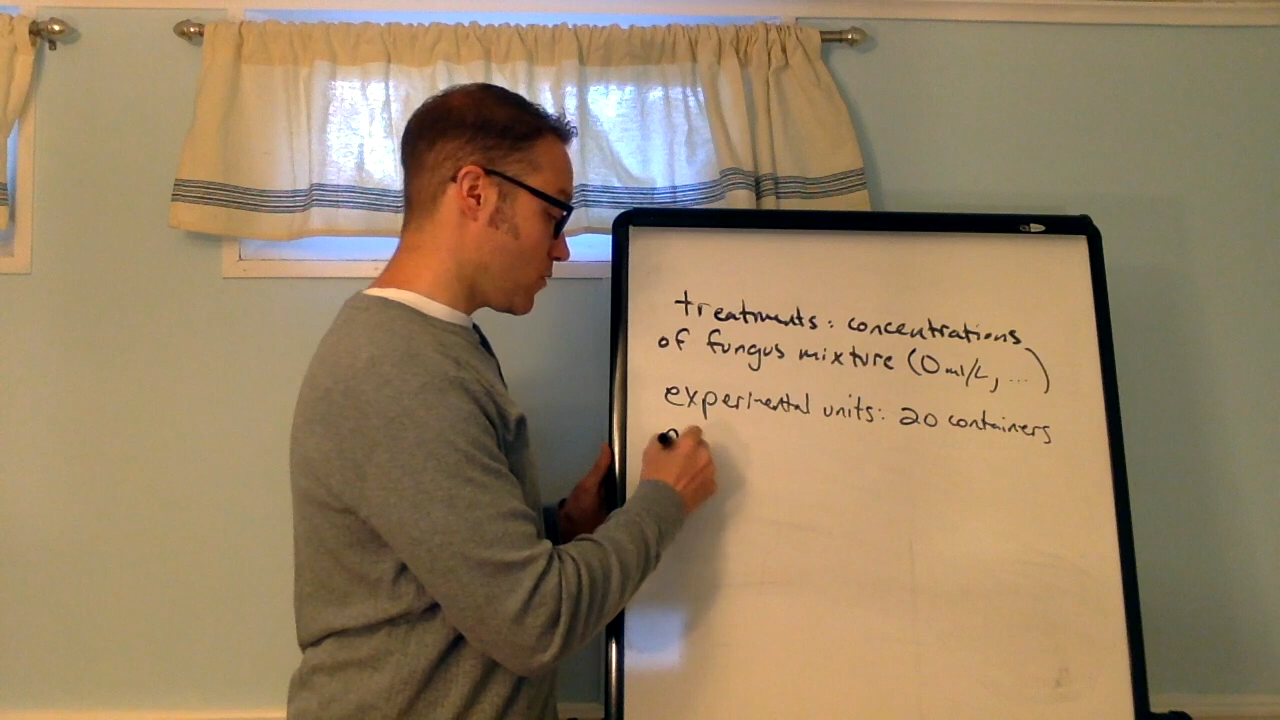 treatments: concentrations
of fungus mixture (0 ml/L, ...)
experimental units: 20 containers